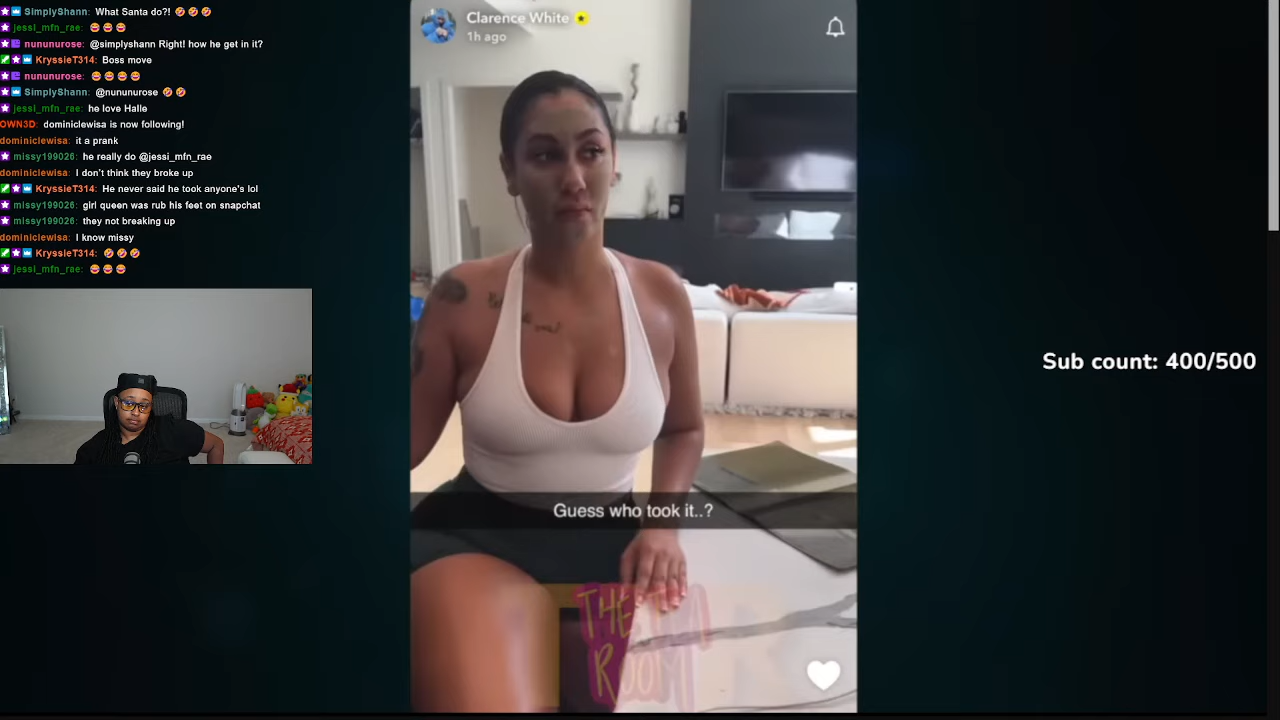 SimplyShann: What Santa do?!
jessi_mfn_rae:
nununurose: @simplyshann Right! how he get in it?
KryssieT314: Boss move
nununurose:
SimplyShann: @nununurose
jessi_mfn_rae: he love Halle
OWN3D: dominiclewisa is now following!
dominiclewisa: it a prank
missy199026: he really do @jessi_mfn_rae
dominiclewisa: I don't think they broke up
KryssieT314: He never said he took anyone's lol
missy199026: girl queen was rub his feet on snapchat
missy199026: they not breaking up
dominiclewisa: I know missy
KryssieT314:
jessi_mfn_rae:
Clarence White
1h ago
Guess who took it..?
THE
ROOM
Sub count: 400/500